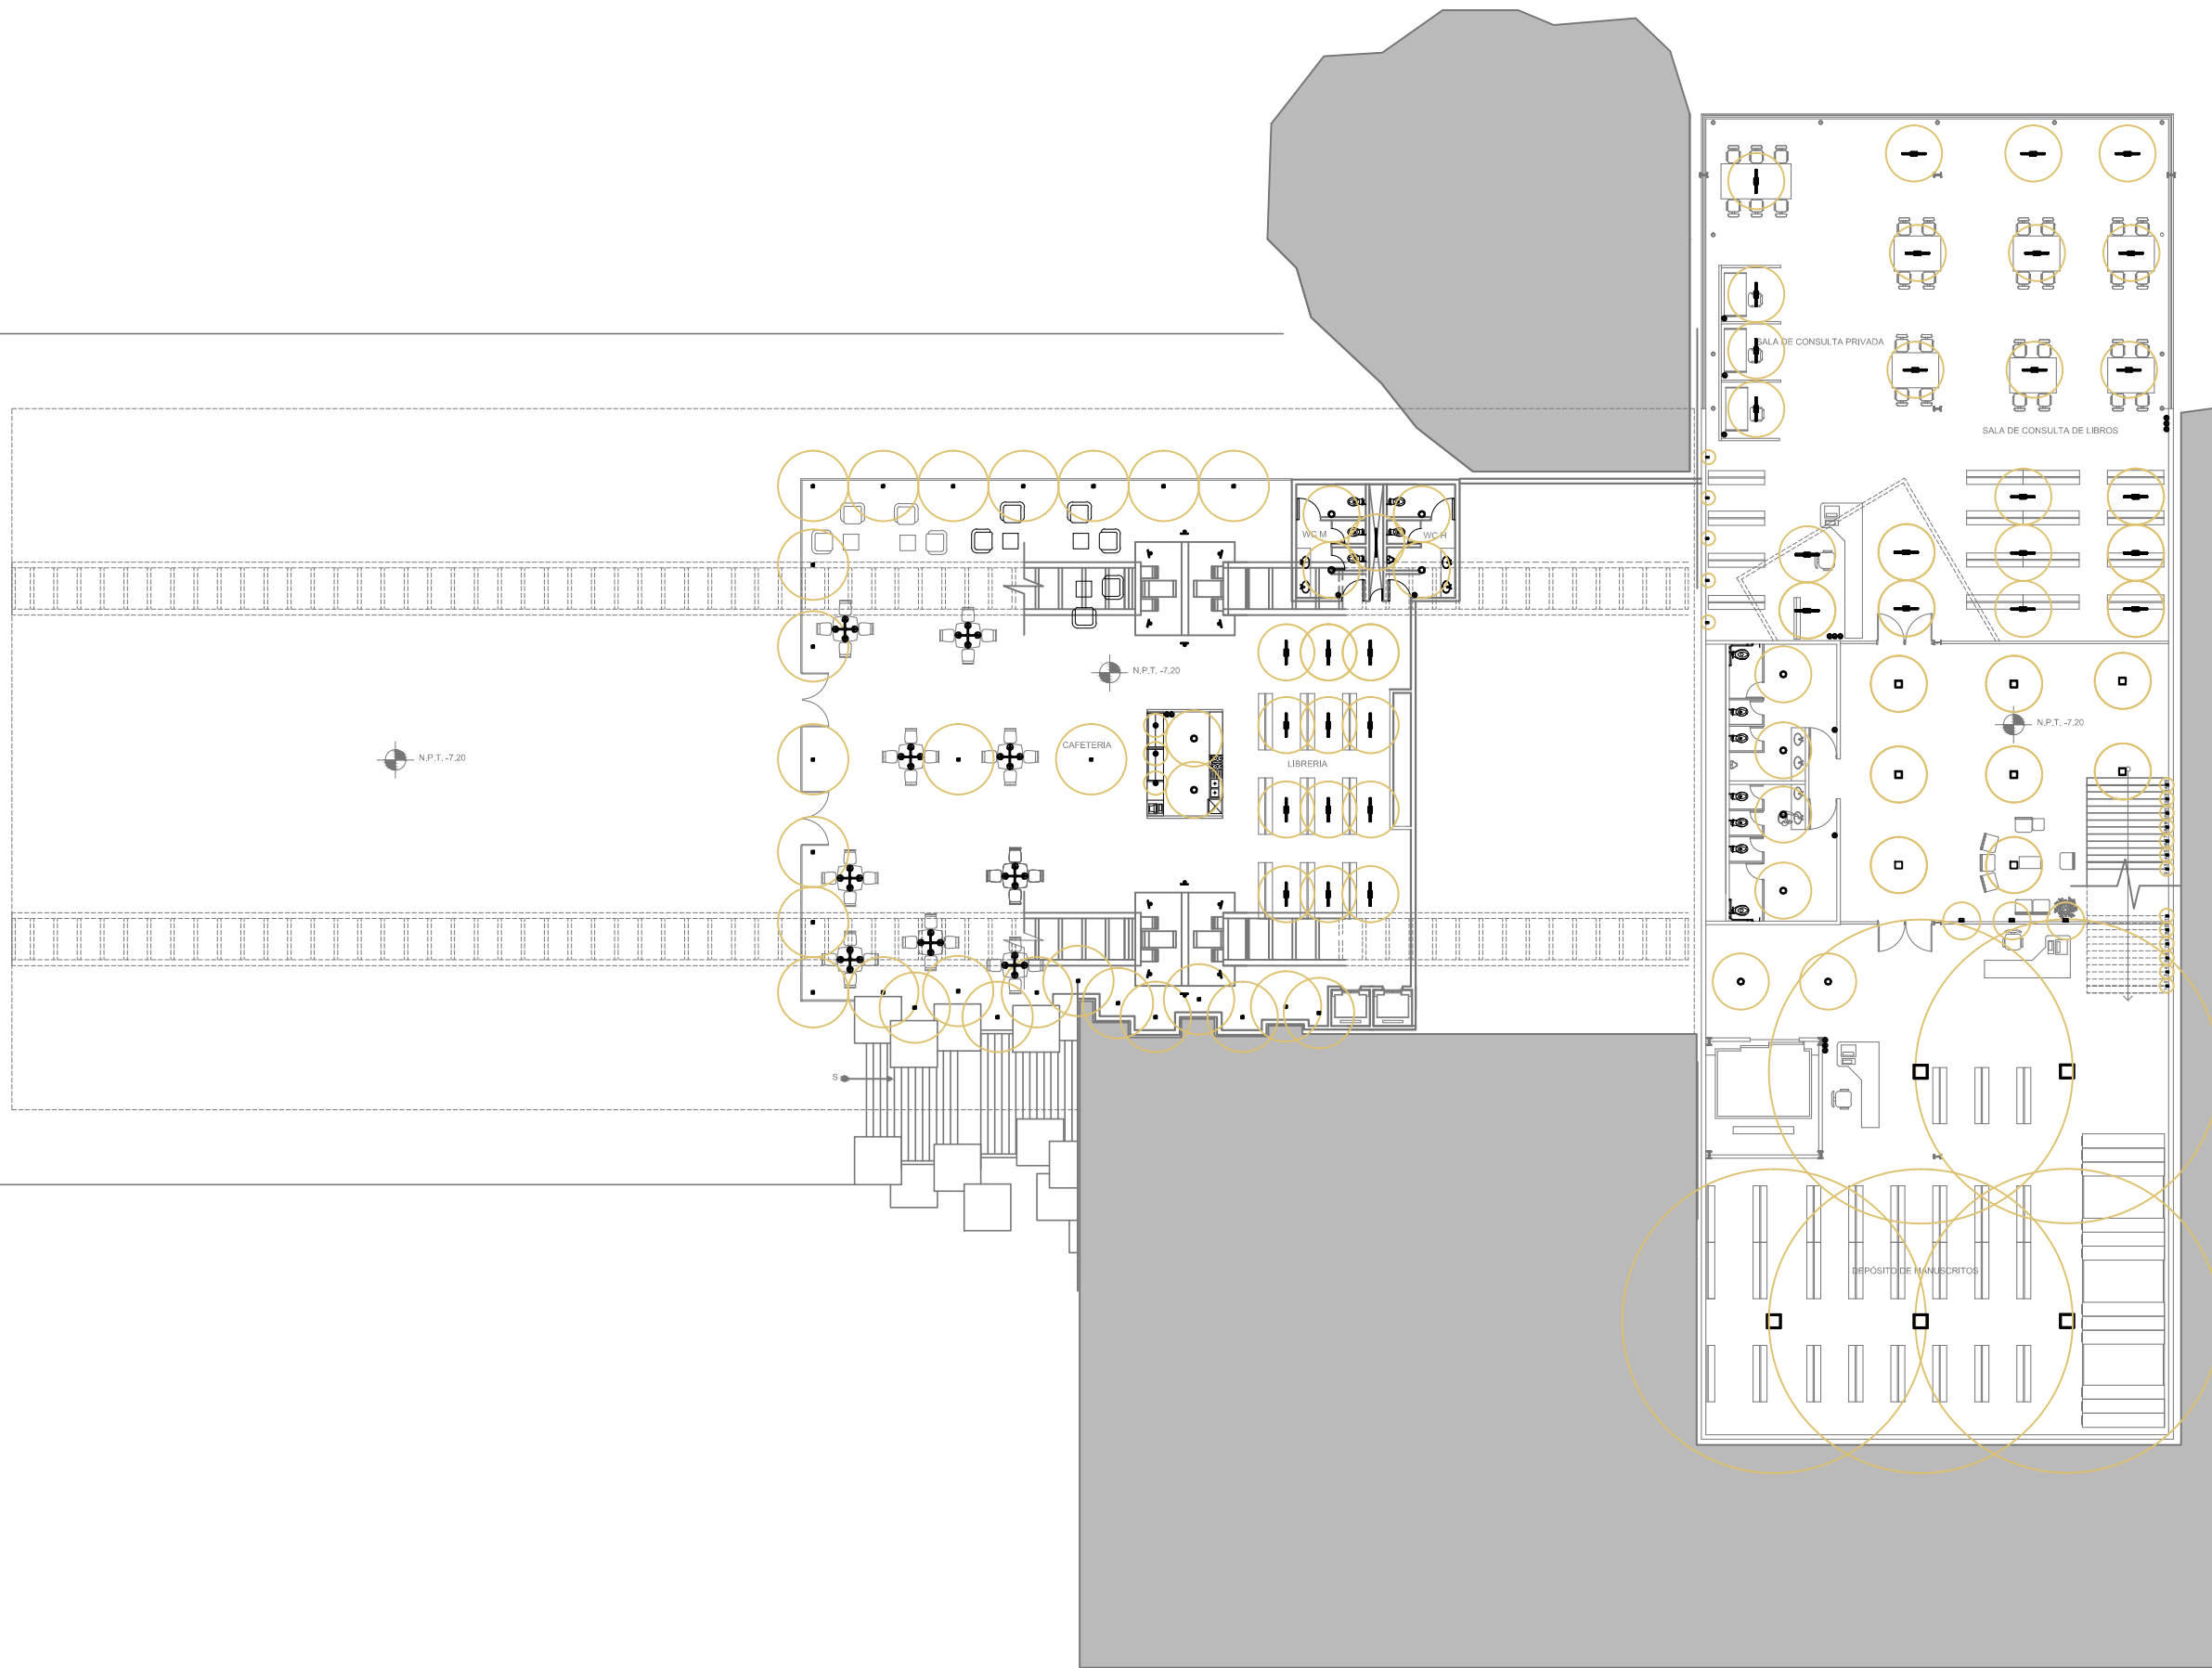 SALA DE CONSULTA PRIVADA
SALA DE CONSULTA DE LIBROS
WC M
WC H
N.P.T. -7.20
N.P.T. -7.20
CAFETERIA
N.P.T. -7.20
LIBRERIA
S
DEPÓSITO DE MANUSCRITOS